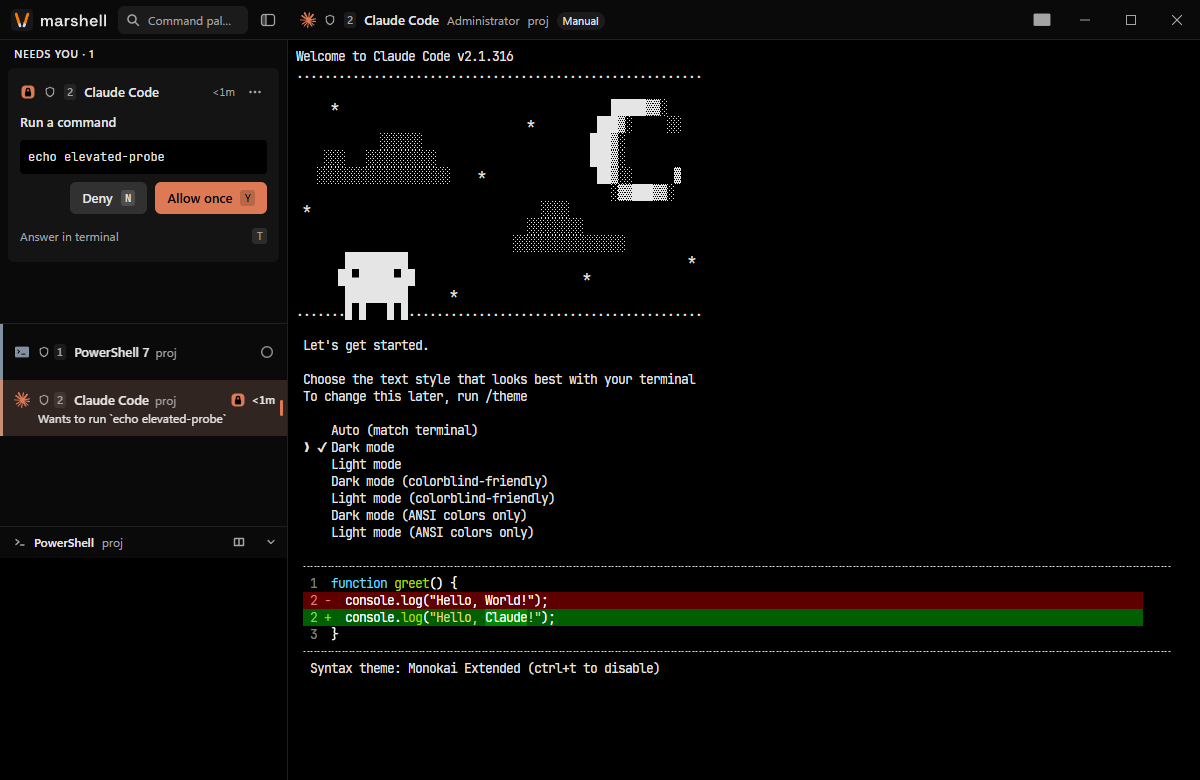 marshell
Command pal...
2 Claude Code Administrator proj Manual
NEEDS YOU · 1
2 Claude Code <1m ···
Run a command
echo elevated-probe
Deny N
Allow once Y
Answer in terminal T
1 PowerShell 7 proj
2 Claude Code proj <1m
Wants to run `echo elevated-probe`
>_ PowerShell proj
Welcome to Claude Code v2.1.316
Let's get started.
Choose the text style that looks best with your terminal
To change this later, run /theme
Auto (match terminal)
❯ ✔ Dark mode
Light mode
Dark mode (colorblind-friendly)
Light mode (colorblind-friendly)
Dark mode (ANSI colors only)
Light mode (ANSI colors only)
1 function greet() {
2 - console.log("Hello, World!");
2 + console.log("Hello, Claude!");
3 }
Syntax theme: Monokai Extended (ctrl+t to disable)